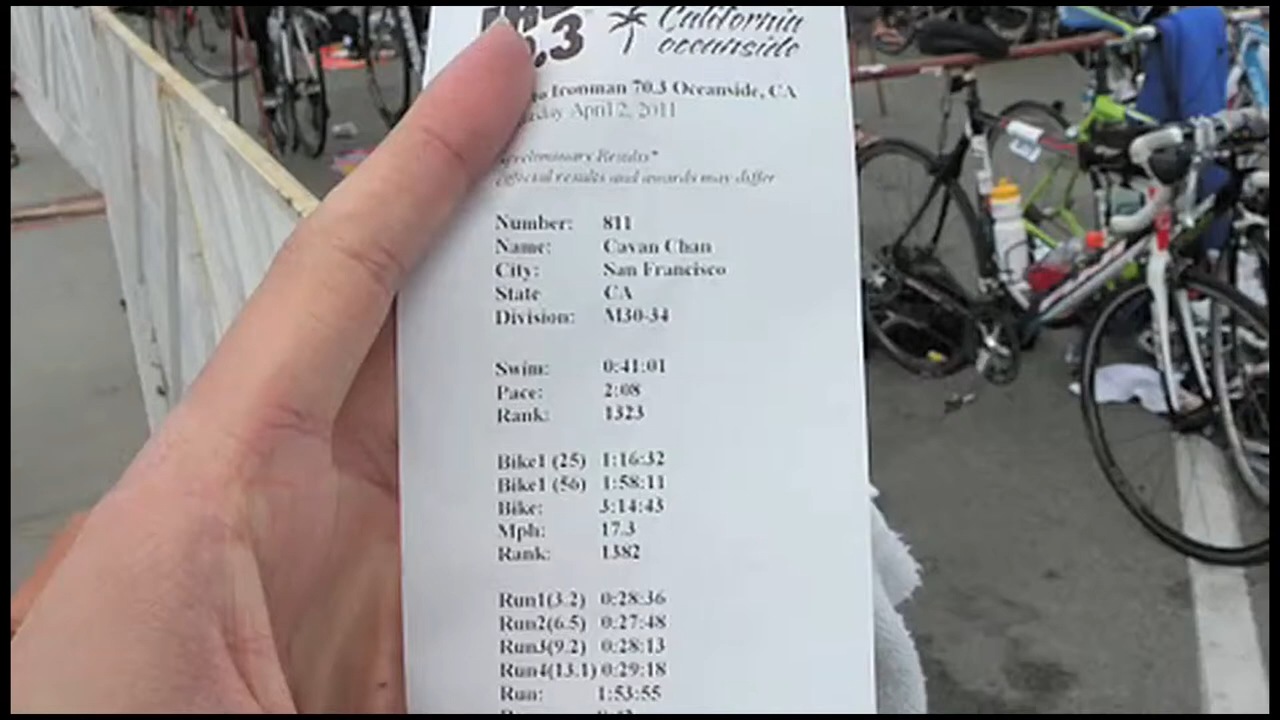 .3 California
oceanside
Ironman 70.3 Oceanside, CA
April 2, 2011
Preliminary Results*
official results and awards may differ
Number: 811
Name: Cavan Chan
City: San Francisco
State CA
Division: M30-34
Swim: 0:41:01
Pace: 2:08
Rank: 1323
Bike1 (25) 1:16:32
Bike1 (56) 1:58:11
Bike: 3:14:43
Mph: 17.3
Rank: 1382
Run1(3.2) 0:28:36
Run2(6.5) 0:27:48
Run3(9.2) 0:28:13
Run4(13.1) 0:29:18
Run: 1:53:55